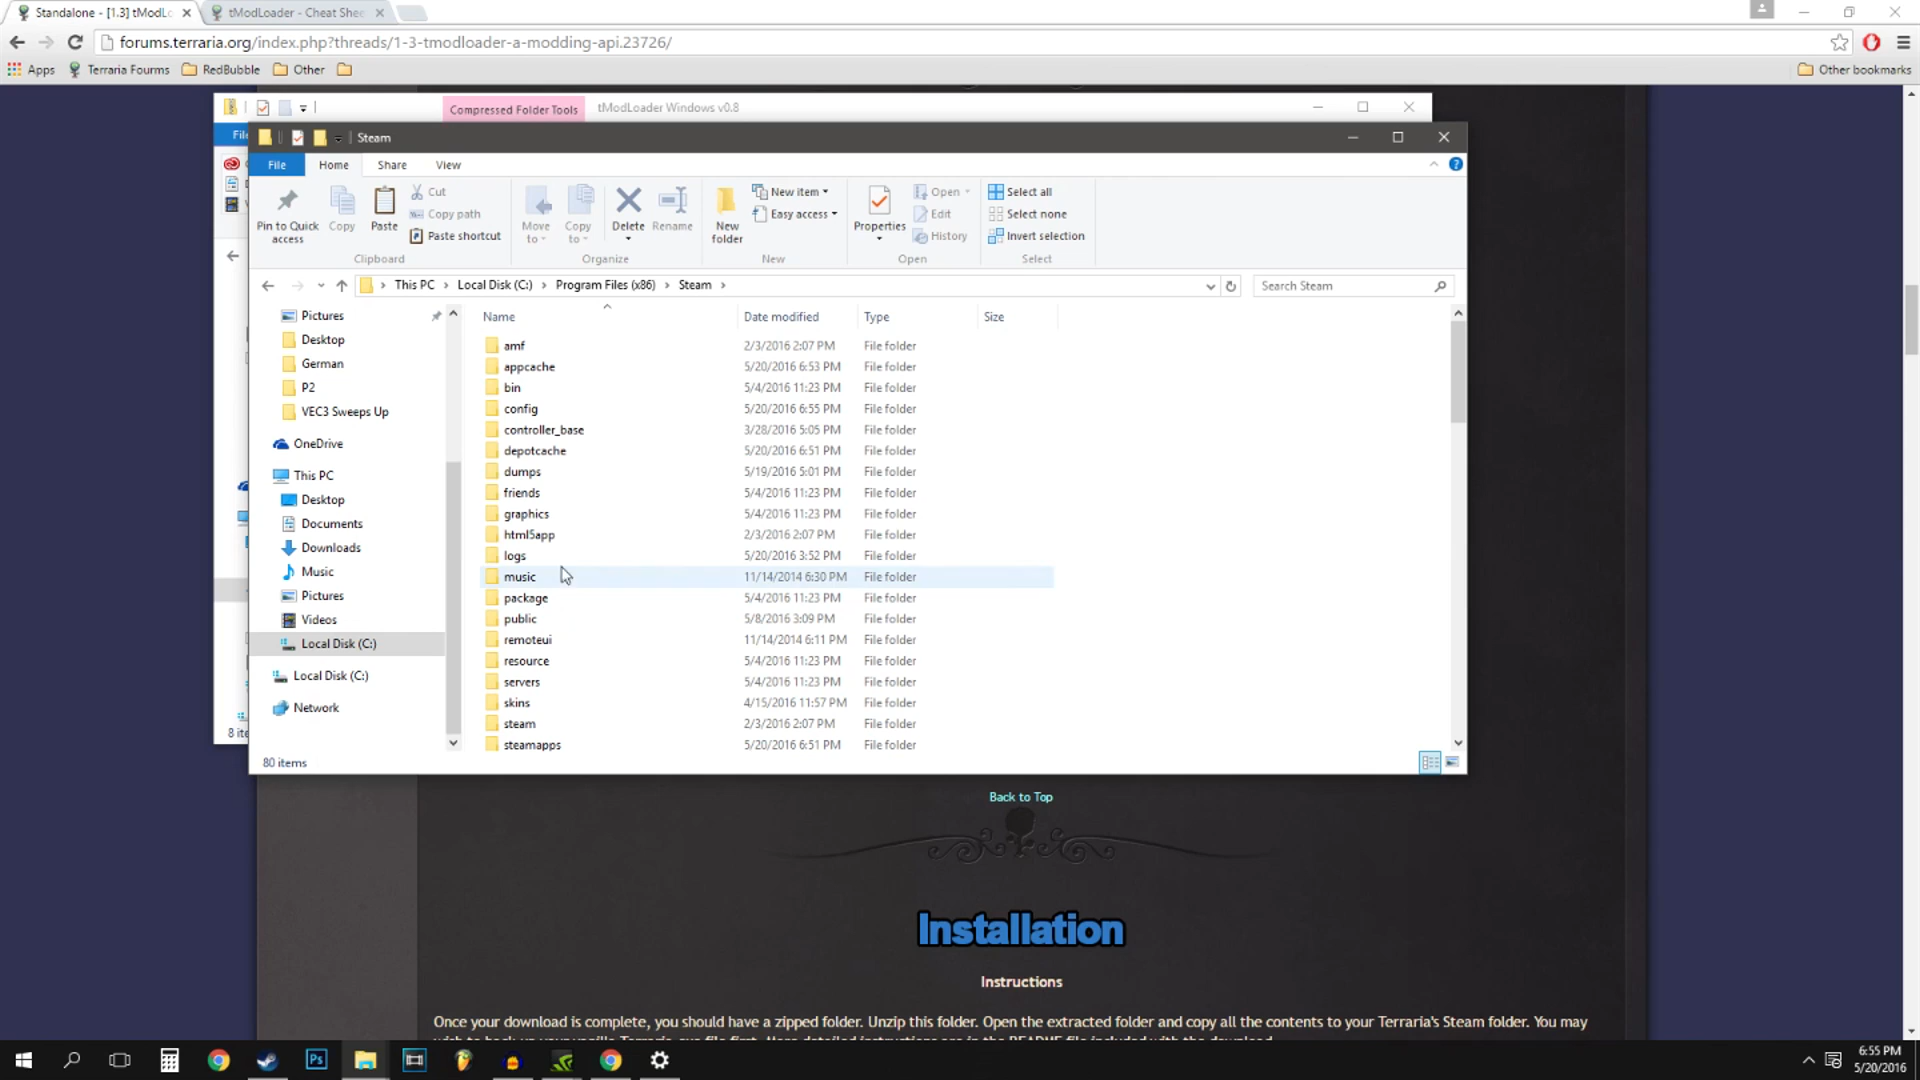 Standalone - [1.3] tModLo
tModLoader - Cheat Shee
forums.terraria.org/index.php?threads/1-3-tmodloader-a-modding-api.23726/
Apps
Terraria Fourms
RedBubble
Other
Other bookmarks
Compressed Folder Tools
tModLoader Windows v0.8
Steam
File
Home
Share
View
Pin to Quick access
Copy
Paste
Cut
Copy path
Paste shortcut
Move to
Copy to
Delete
Rename
New folder
New item
Easy access
Properties
Open
Edit
History
Select all
Select none
Invert selection
Clipboard
Organize
New
Open
Select
This PC > Local Disk (C:) > Program Files (x86) > Steam >
Search Steam
Pictures
Desktop
German
P2
VEC3 Sweeps Up
OneDrive
This PC
Desktop
Documents
Downloads
Music
Pictures
Videos
Local Disk (C:)
Local Disk (C:)
Network
Name Date modified Type Size
amf 2/3/2016 2:07 PM File folder
appcache 5/20/2016 6:53 PM File folder
bin 5/4/2016 11:23 PM File folder
config 5/20/2016 6:55 PM File folder
controller_base 3/28/2016 5:05 PM File folder
depotcache 5/20/2016 6:51 PM File folder
dumps 5/19/2016 5:01 PM File folder
friends 5/4/2016 11:23 PM File folder
graphics 5/4/2016 11:23 PM File folder
html5app 2/3/2016 2:07 PM File folder
logs 5/20/2016 3:52 PM File folder
music 11/14/2014 6:30 PM File folder
package 5/4/2016 11:23 PM File folder
public 5/8/2016 3:09 PM File folder
remoteui 11/14/2014 6:11 PM File folder
resource 5/4/2016 11:23 PM File folder
servers 5/4/2016 11:23 PM File folder
skins 4/15/2016 11:57 PM File folder
steam 2/3/2016 2:07 PM File folder
steamapps 5/20/2016 6:51 PM File folder
8 ite
80 items
Back to Top
Installation
Instructions
Once your download is complete, you should have a zipped folder. Unzip this folder. Open the extracted folder and copy all the contents to your Terraria's Steam folder. You may
6:55 PM
5/20/2016